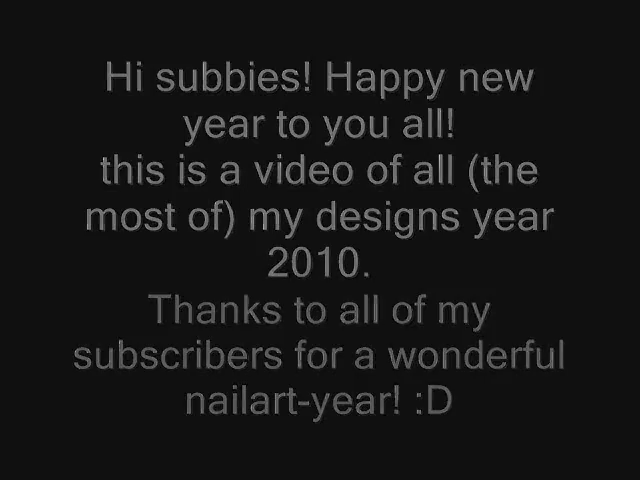 Hi subbies! Happy new
year to you all!
this is a video of all (the
most of) my designs year
2010.
Thanks to all of my
subscribers for a wonderful
nailart-year! :D